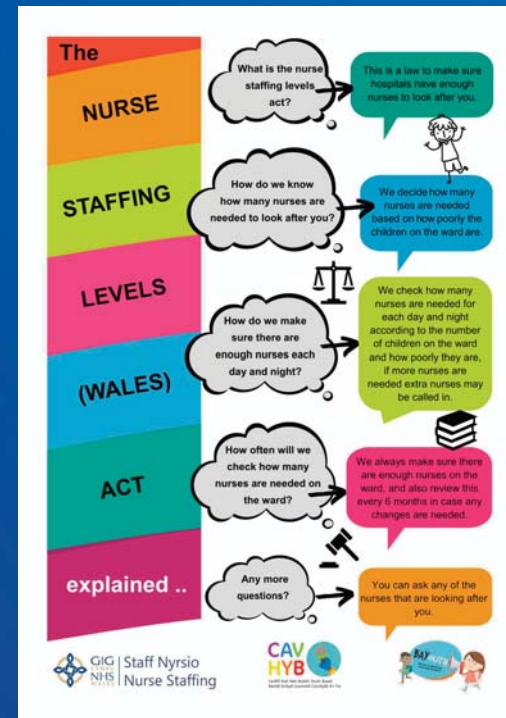 The
NURSE
STAFFING
LEVELS
(WALES)
ACT
explained ..
What is the nurse
staffing levels
act?
This is a law to make sure
hospitals have enough
nurses to look after you.
How do we know
how many nurses are
needed to look after you?
We decide how many
nurses are needed
based on how poorly the
children on the ward are.
How do we make
sure there are
enough nurses each
day and night?
We check how many
nurses are needed for
each day and night
according to the number
of children on the ward
and how poorly they are,
if more nurses are
needed extra nurses may
be called in.
How often will we
check how many
nurses are needed on
the ward?
We always make sure there
are enough nurses on the
ward, and also review this
every 6 months in case any
changes are needed.
Any more
questions?
You can ask any of the
nurses that are looking after
you.
GIG
CYMRU
NHS
WALES
Staff Nyrsio
Nurse Staffing
CAV
HYB
BAY